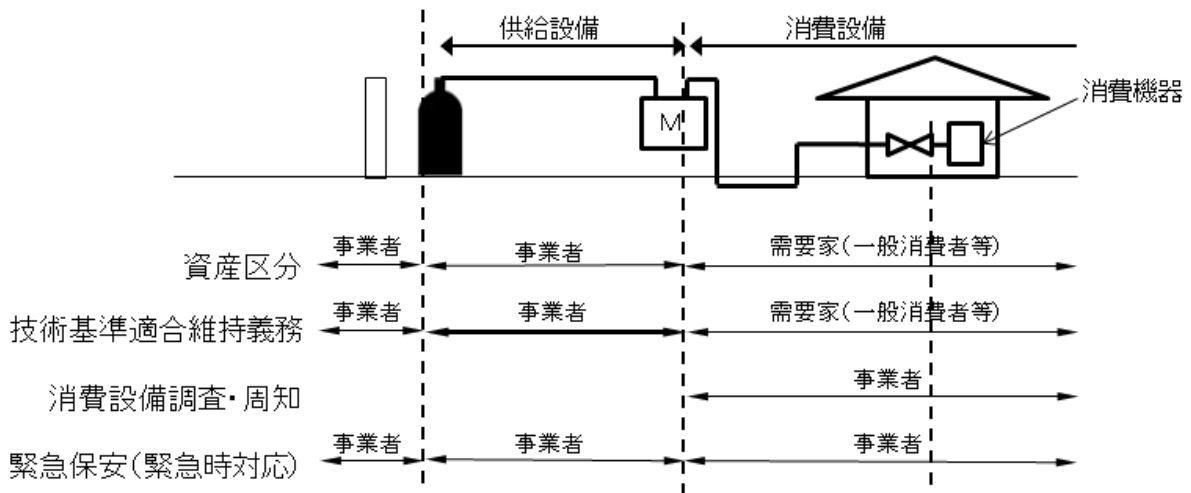 供給設備 消費設備
消費機器
M
資産区分 事業者 事業者 需要家(一般消費者等)
技術基準適合維持義務 事業者 事業者 需要家(一般消費者等)
消費設備調査・周知 事業者
緊急保安(緊急時対応) 事業者 事業者 事業者